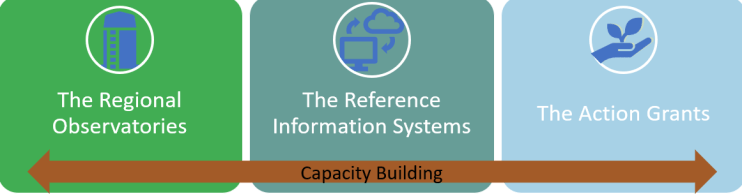 The Regional
Observatories
The Reference
Information Systems
The Action Grants
Capacity Building